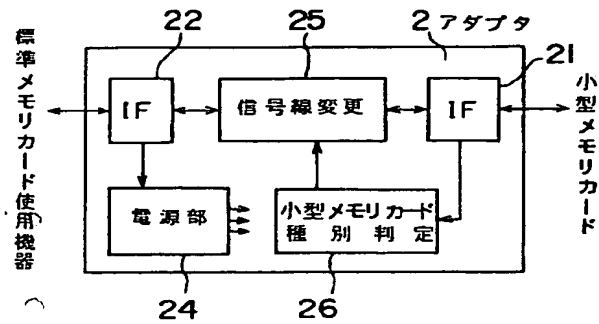 22
25
2 アダプタ
21
標準メモリカード使用機器
IF
信号線変更
IF
小型メモリカード
電源部
小型メモリカード
種別判定
24
26